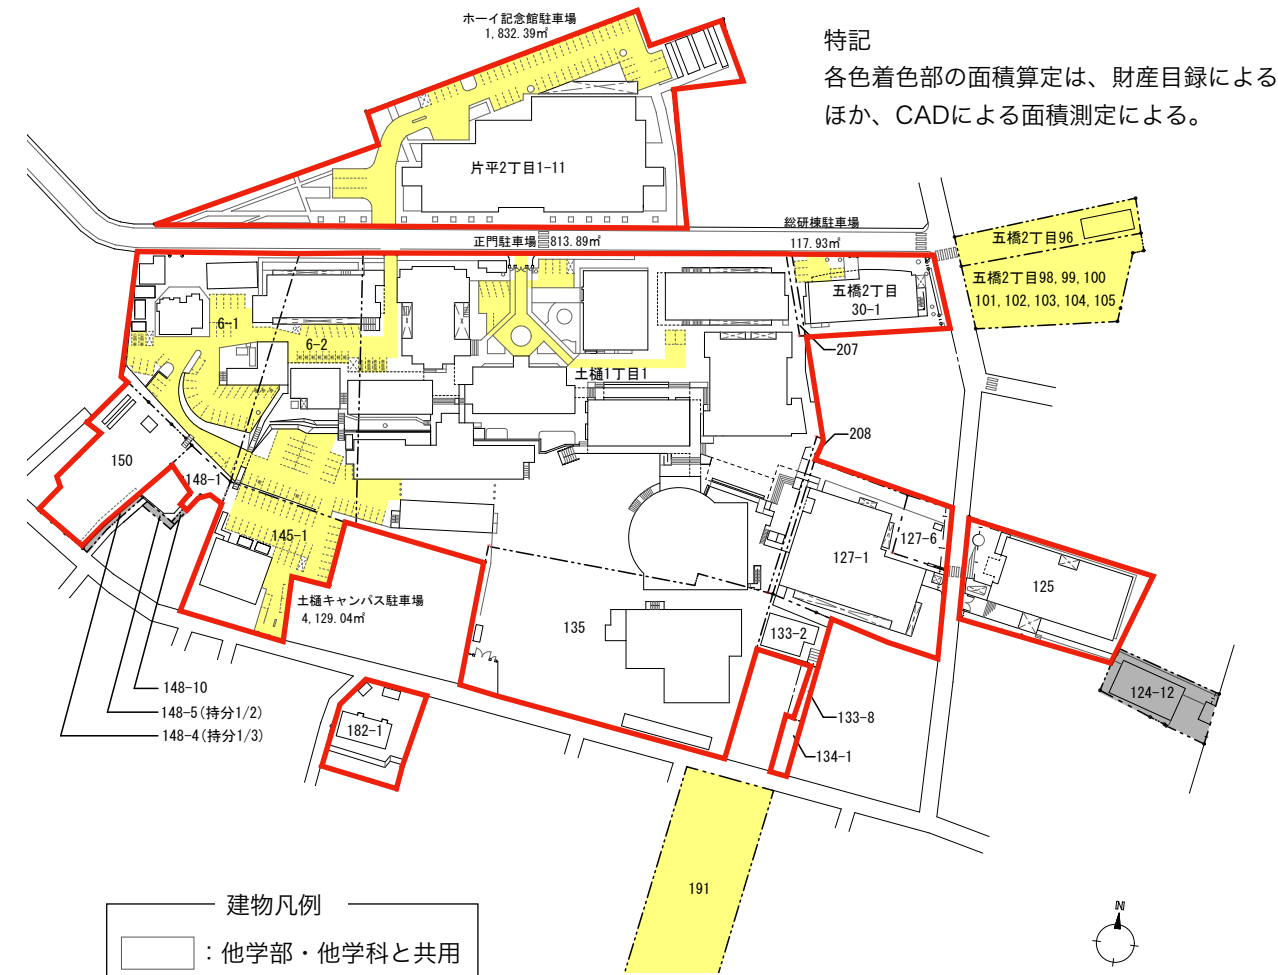 ホーイ記念館駐車場
1,832.39㎡
特記
各色着色部の面積算定は、財産目録による
ほか、CADによる面積測定による。
片平2丁目1-11
総研棟駐車場
正門駐車場 813.89㎡
117.93㎡
五橋2丁目96
五橋2丁目98,99,100
101,102,103,104,105
五橋2丁目
30-1
6-1
6-2
207
土樋1丁目1
208
150
148-1
145-1
127-6
127-1
125
土樋キャンパス駐車場
4,129.04㎡
135
133-2
148-10
148-5(持分1/2)
148-4(持分1/3)
182-1
133-8
134-1
124-12
191
N
建物凡例
：他学部・他学科と共用